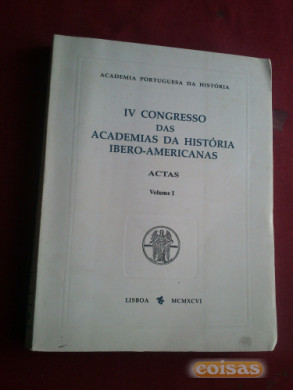 ACADEMIA PORTUGUESA DA HISTÓRIA
IV CONGRESSO
DAS
ACADEMIAS DA HISTÓRIA
IBERO-AMERICANAS
ACTAS
Volume I
LISBOA MCMXCVI
coisas